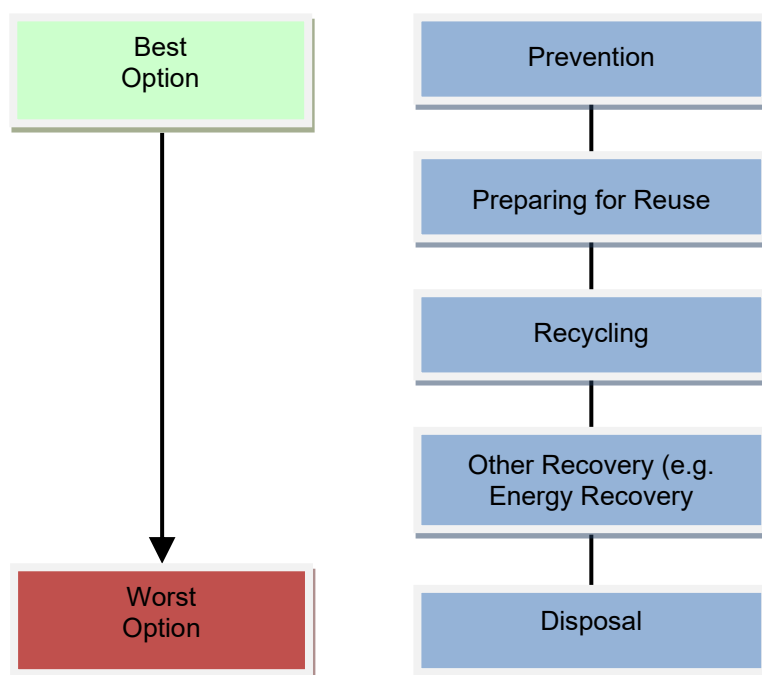 Best
Option
Prevention
Preparing for Reuse
Recycling
Other Recovery (e.g.
Energy Recovery
Worst
Option
Disposal